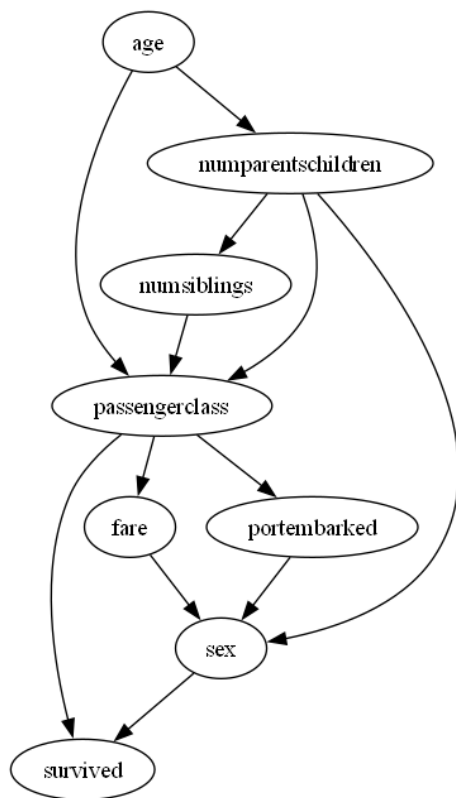 age
numparentschildren
numsiblings
passengerclass
fare
portembarked
sex
survived